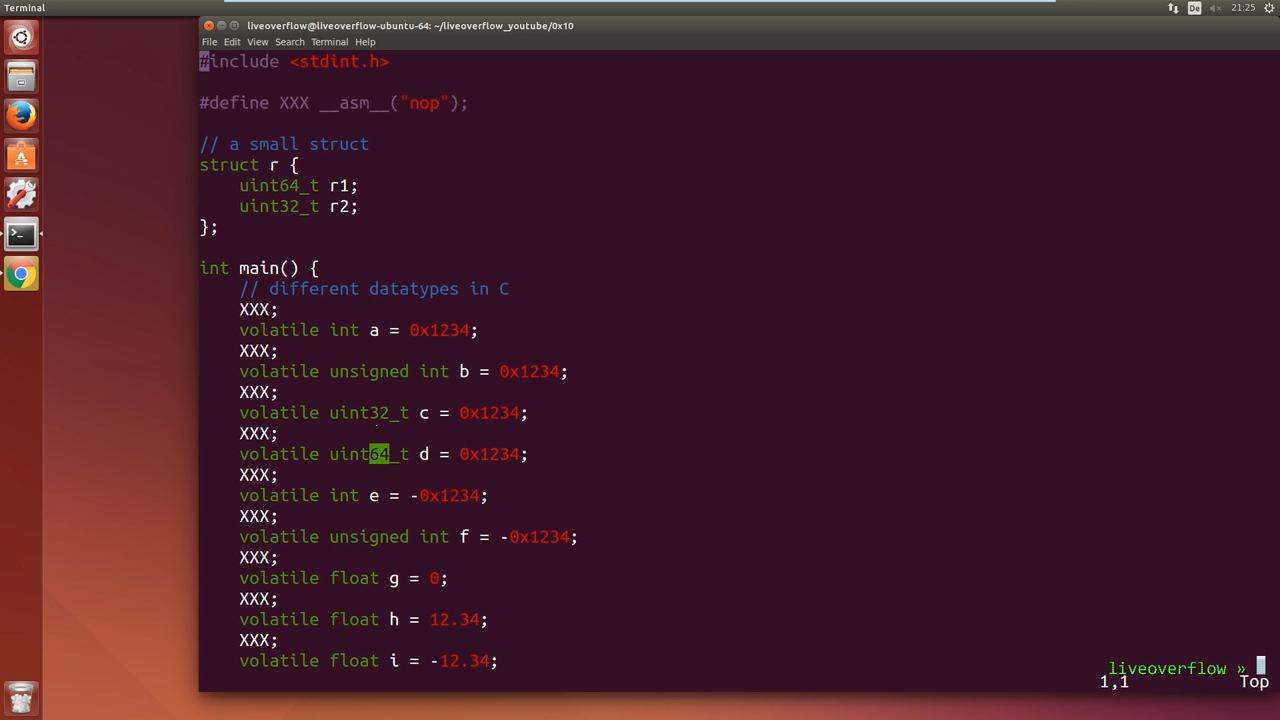 Terminal
De
21:25
liveoverflow@liveoverflow-ubuntu-64: ~/liveoverflow_youtube/0x10
File Edit View Search Terminal Help
#include <stdint.h>
#define XXX __asm__("nop");
// a small struct
struct r {
    uint64_t r1;
    uint32_t r2;
};
int main() {
    // different datatypes in C
    XXX;
    volatile int a = 0x1234;
    XXX;
    volatile unsigned int b = 0x1234;
    XXX;
    volatile uint32_t c = 0x1234;
    XXX;
    volatile uint64_t d = 0x1234;
    XXX;
    volatile int e = -0x1234;
    XXX;
    volatile unsigned int f = -0x1234;
    XXX;
    volatile float g = 0;
    XXX;
    volatile float h = 12.34;
    XXX;
    volatile float i = -12.34;
liveoverflow »
1,1 Top